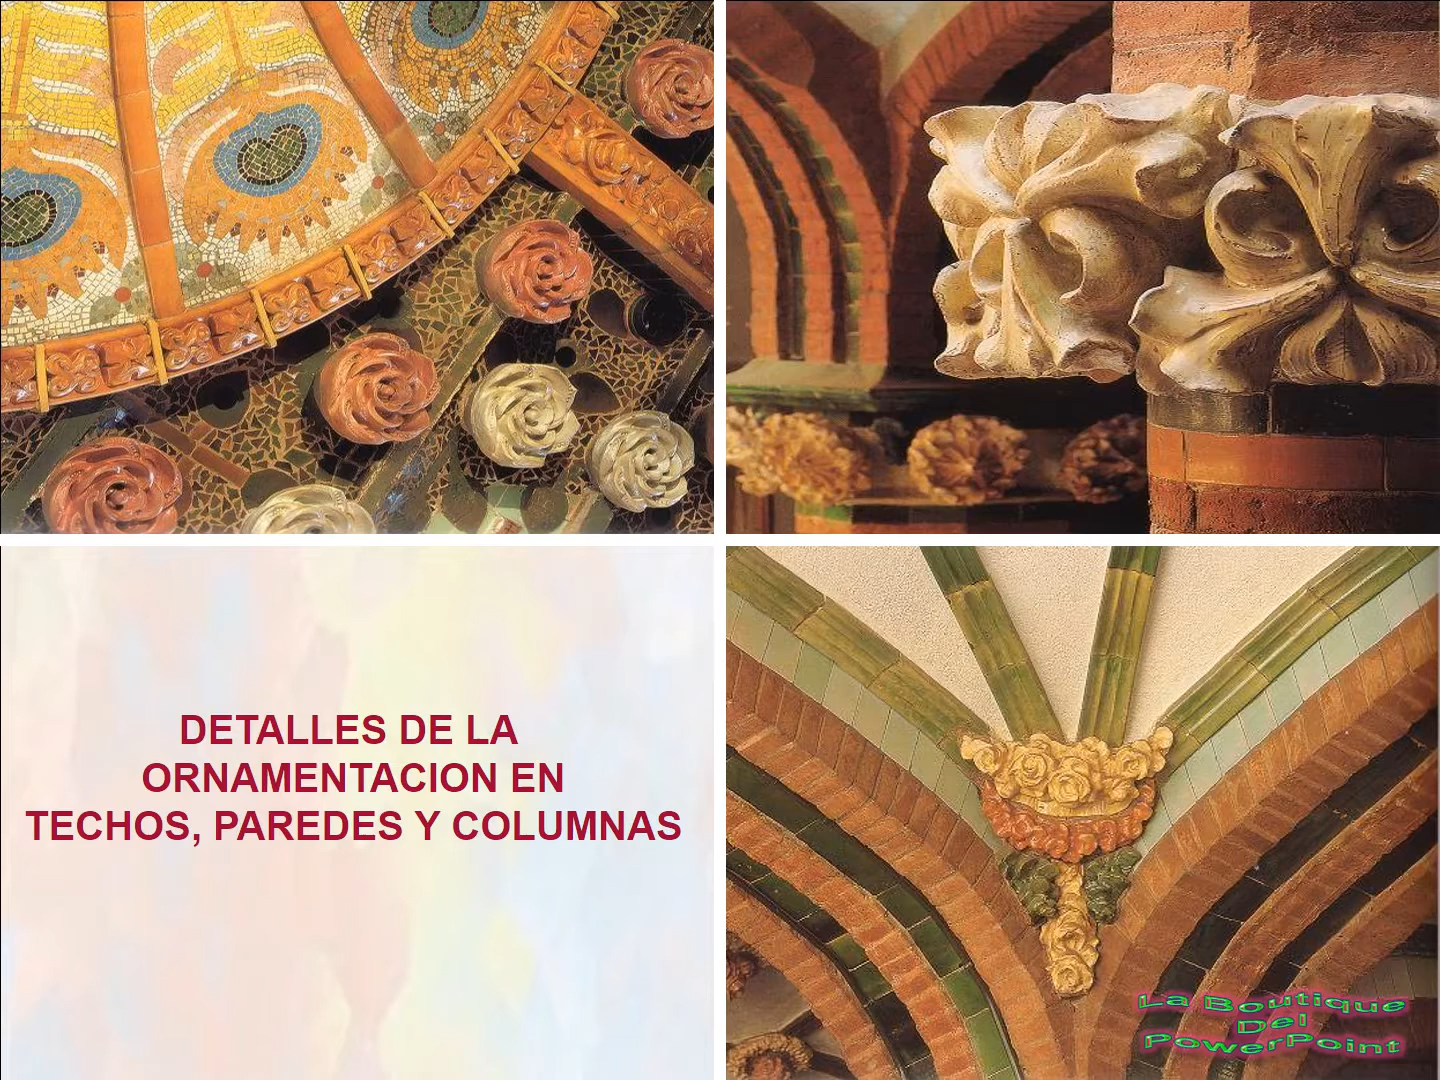 DETALLES DE LA
ORNAMENTACION EN
TECHOS, PAREDES Y COLUMNAS
La Boutique
Del
PowerPoint